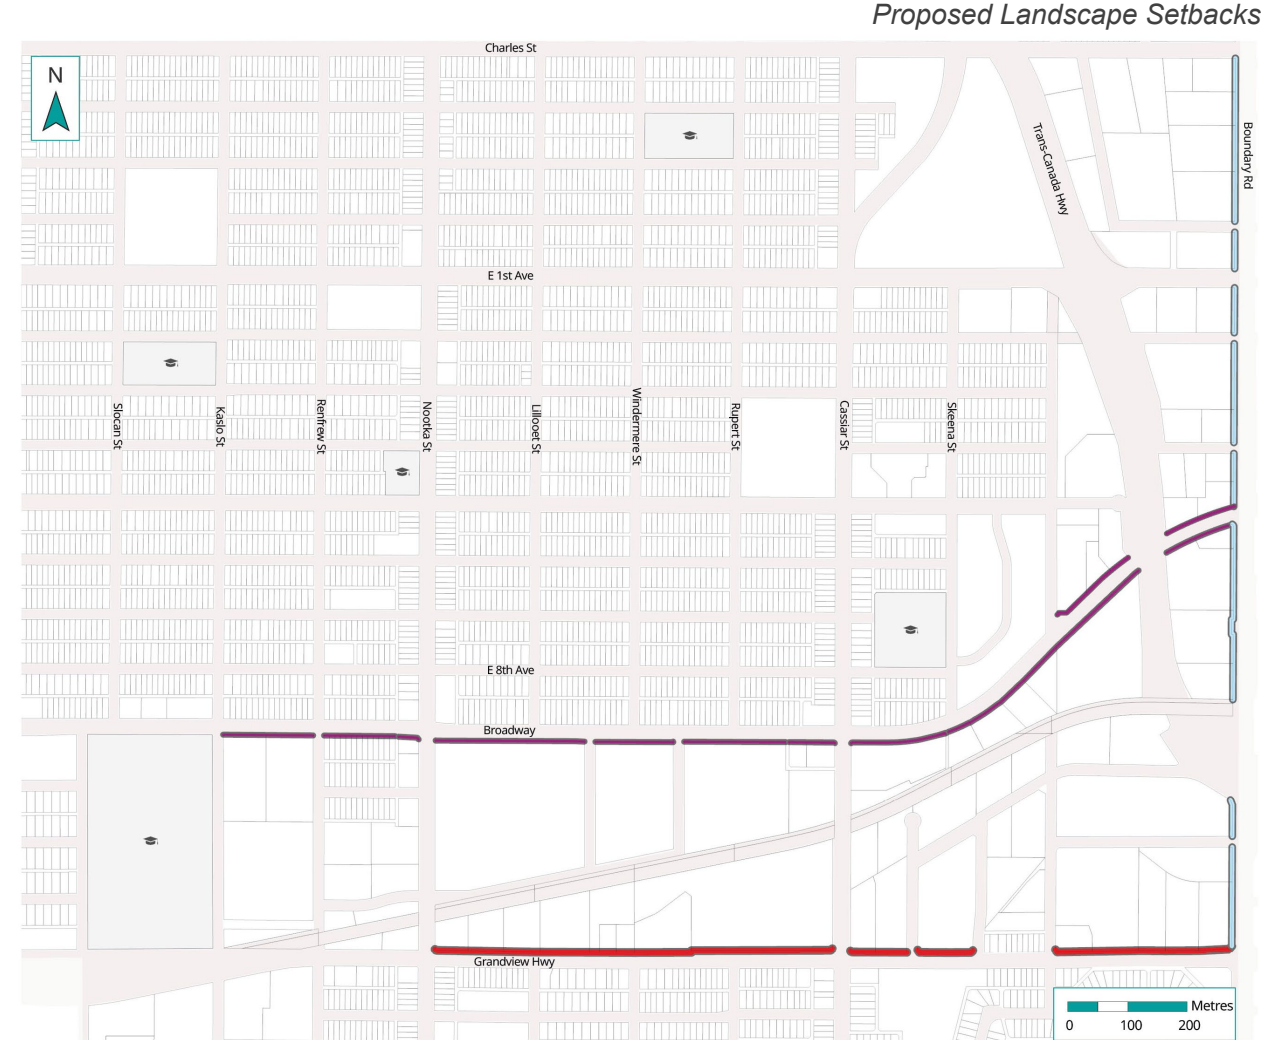 Proposed Landscape Setbacks
Charles St
N
Trans-Canada Hwy
Boundary Rd
E 1st Ave
Slocan St
Kaslo St
Renfrew St
Nootka St
Lillooet St
Windermere St
Rupert St
Cassiar St
Skeena St
E 8th Ave
Broadway
Grandview Hwy
Metres
0 100 200